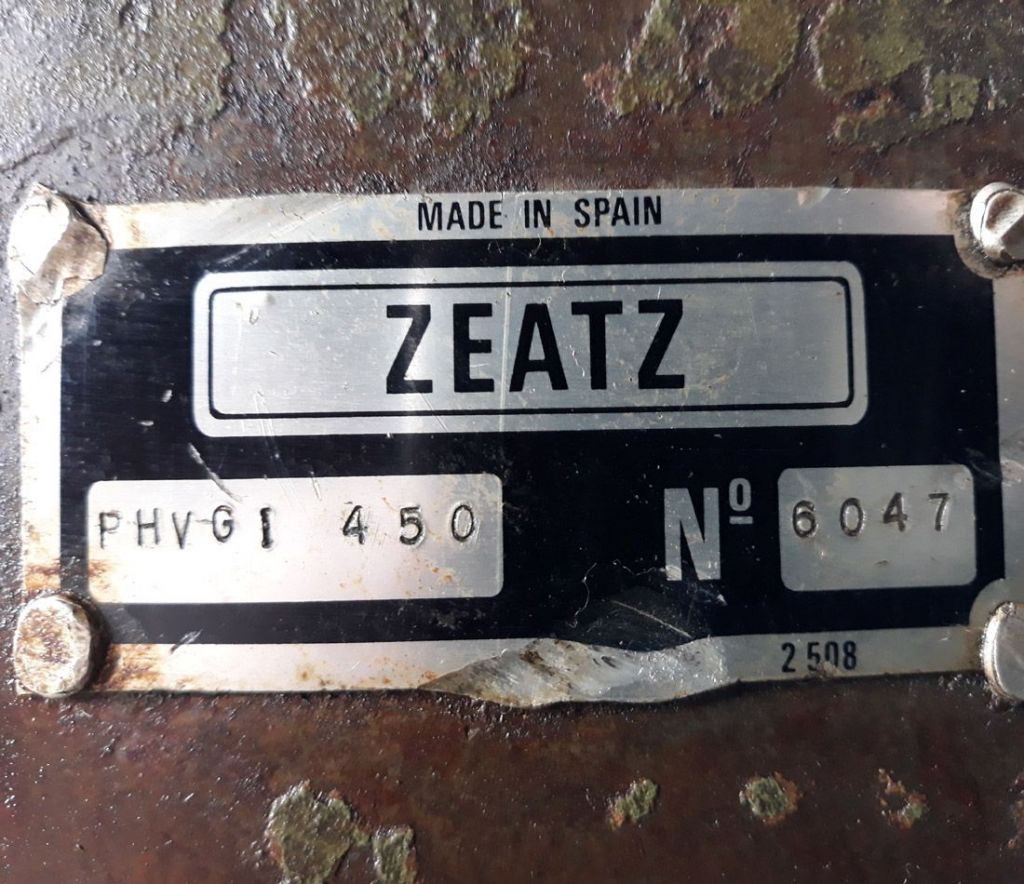 MADE IN SPAIN
ZEATZ
PHVGI 450 Nº 6047
2508